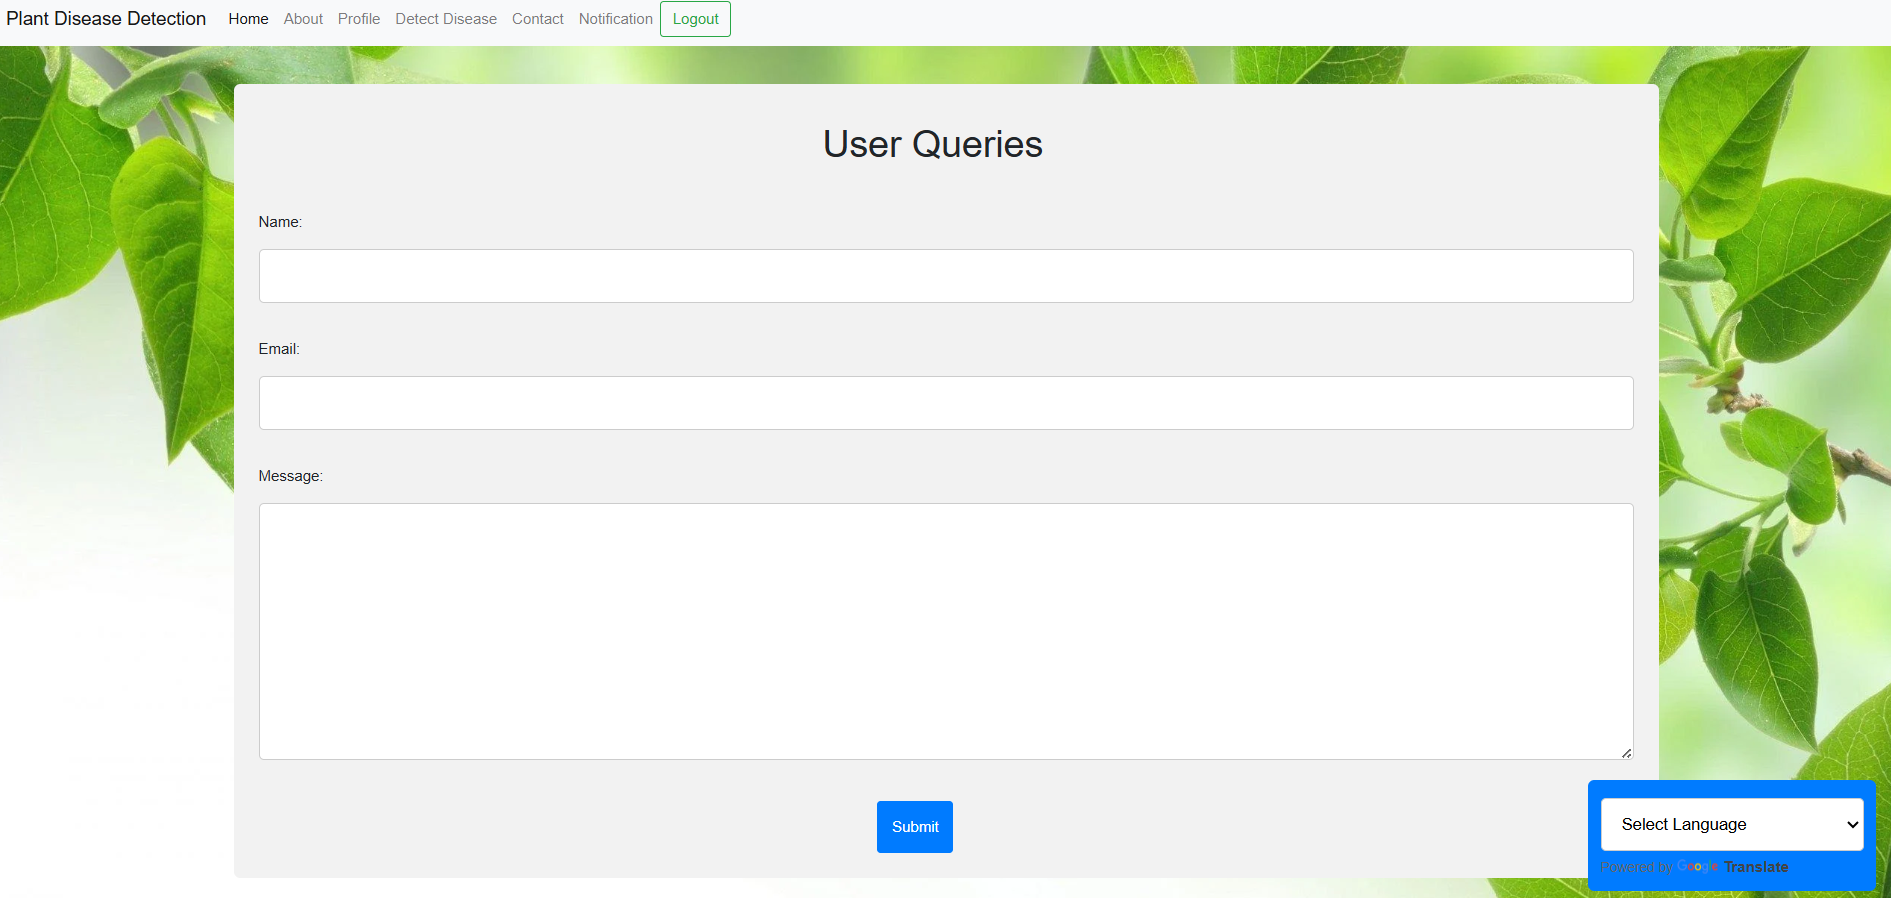 Plant Disease Detection Home About Profile Detect Disease Contact Notification Logout
User Queries
Name:
Email:
Message:
Submit
Select Language
Powered by Google Translate